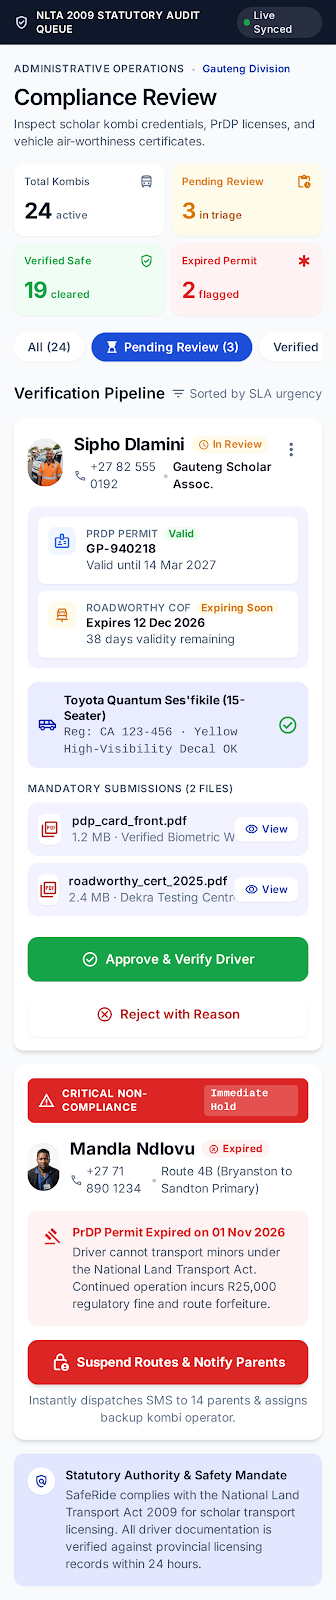 NLTA 2009 STATUTORY AUDIT
QUEUE
Live
Synced
ADMINISTRATIVE OPERATIONS • Gauteng Division
Compliance Review
Inspect scholar kombi credentials, PrDP licenses, and
vehicle air-worthiness certificates.
Total Kombis
24 active
Pending Review
3 in triage
Verified Safe
19 cleared
Expired Permit
2 flagged
All (24)
Pending Review (3)
Verified
Verification Pipeline
Sorted by SLA urgency
Sipho Dlamini
In Review
+27 82 555
0192
•
Gauteng Scholar
Assoc.
PRDP PERMIT Valid
GP-940218
Valid until 14 Mar 2027
ROADWORTHY COF Expiring Soon
Expires 12 Dec 2026
38 days validity remaining
Toyota Quantum Ses'fikile (15-
Seater)
Reg: CA 123-456 · Yellow
High-Visibility Decal OK
MANDATORY SUBMISSIONS (2 FILES)
PDF
pdp_card_front.pdf
1.2 MB · Verified Biometric W
View
PDF
roadworthy_cert_2025.pdf
2.4 MB · Dekra Testing Centr
View
Approve & Verify Driver
Reject with Reason
CRITICAL NON-
COMPLIANCE
Immediate
Hold
Mandla Ndlovu
Expired
+27 71
890 1234
•
Route 4B (Bryanston to
Sandton Primary)
PrDP Permit Expired on 01 Nov 2026
Driver cannot transport minors under
the National Land Transport Act.
Continued operation incurs R25,000
regulatory fine and route forfeiture.
Suspend Routes & Notify Parents
Instantly dispatches SMS to 14 parents & assigns
backup kombi operator.
Statutory Authority & Safety Mandate
SafeRide complies with the National Land
Transport Act 2009 for scholar transport
licensing. All driver documentation is
verified against provincial licensing
records within 24 hours.